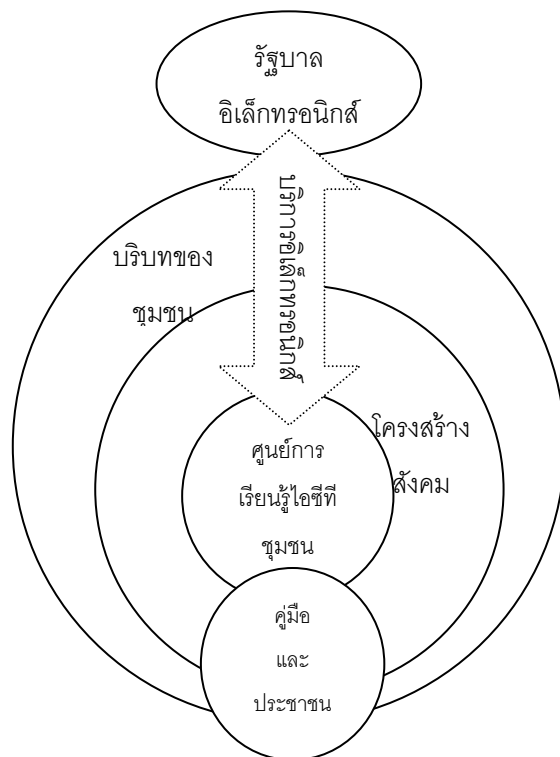 รัฐบาล
อิเล็กทรอนิกส์
บริการอิเล็กทรอนิกส์
บริบทของ
ชุมชน
โครงสร้าง
สังคม
ศูนย์การ
เรียนรู้ไอซีที
ชุมชน
คู่มือ
และ
ประชาชน